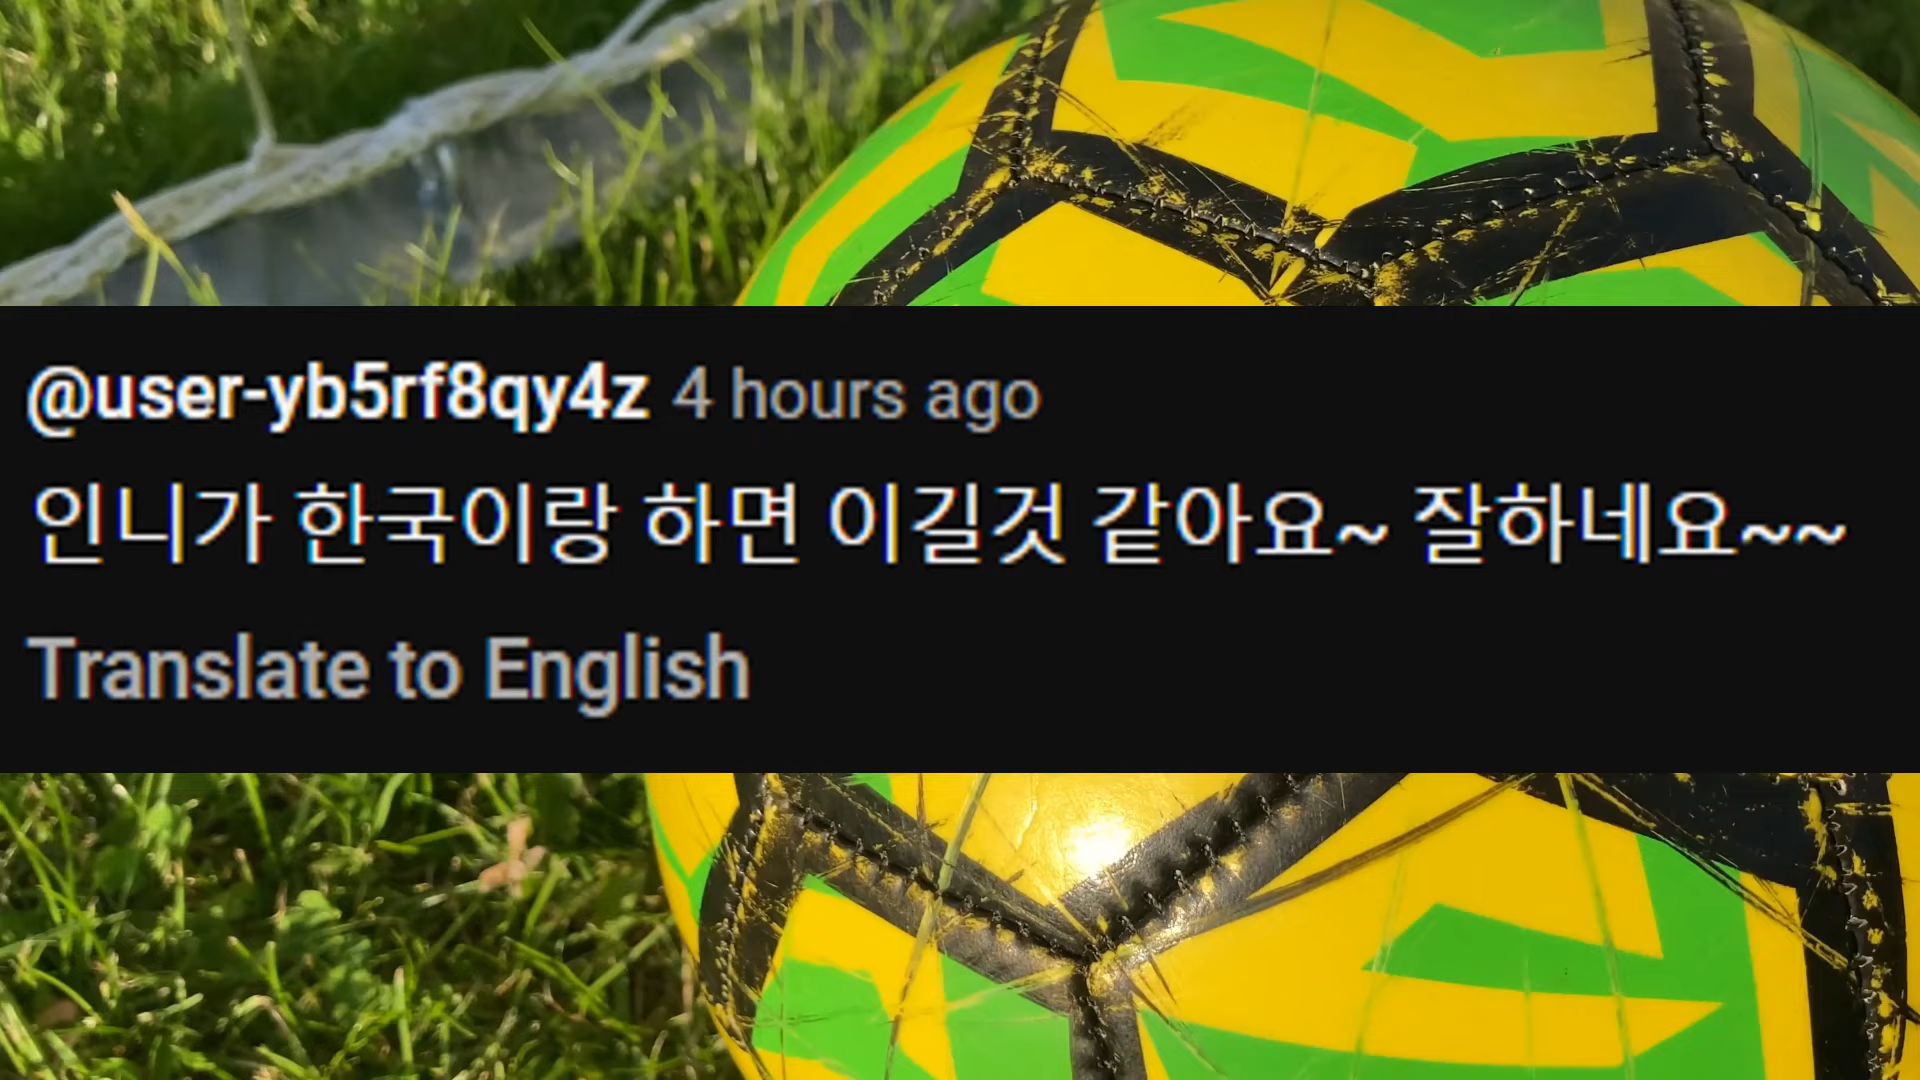 @user-yb5rf8qy4z 4 hours ago
인니가 한국이랑 하면 이길것 같아요~ 잘하네요~~
Translate to English